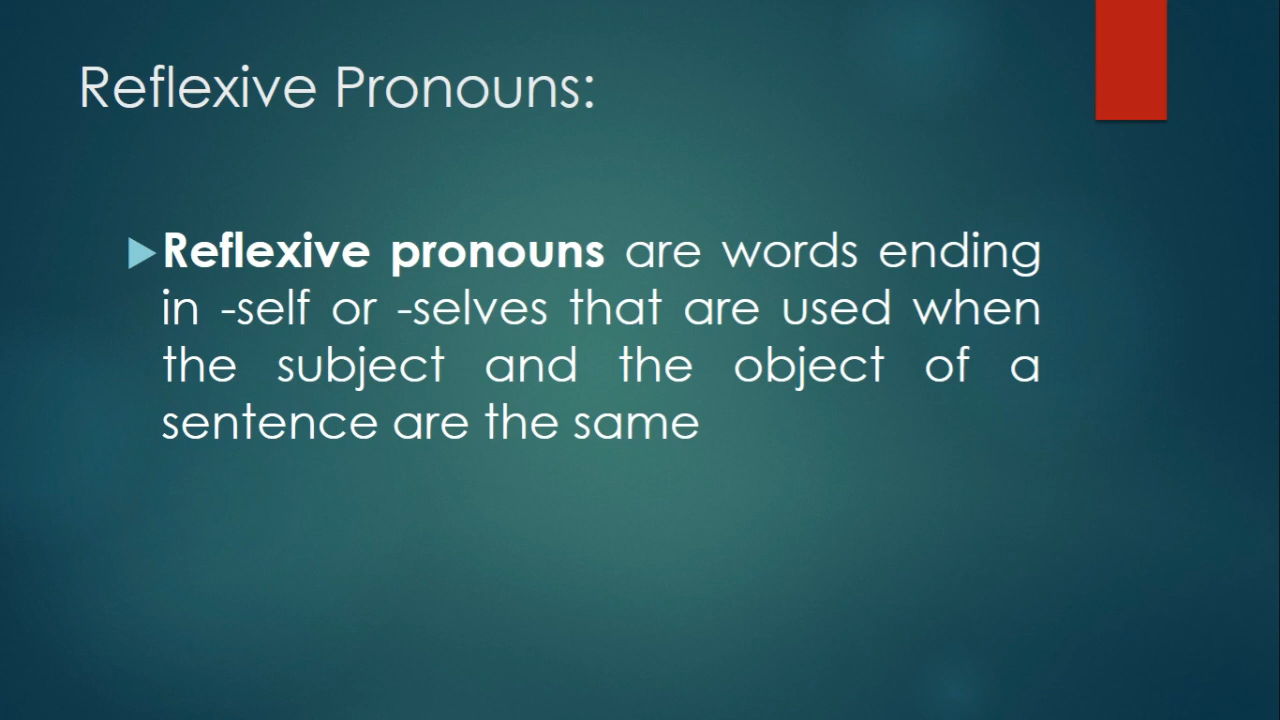 Reflexive Pronouns:
Reflexive pronouns are words ending
in -self or -selves that are used when
the subject and the object of a
sentence are the same